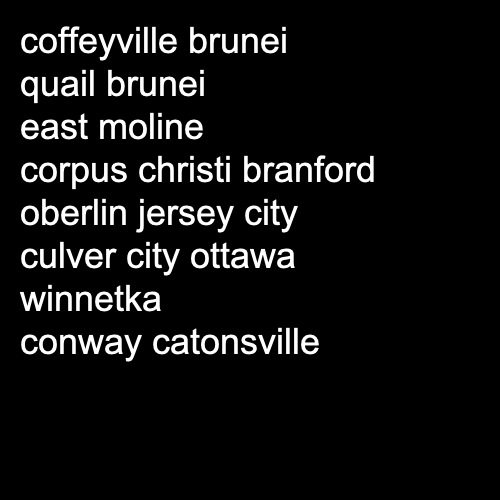 coffeyville brunei
quail brunei
east moline
corpus christi branford
oberlin jersey city
culver city ottawa
winnetka
conway catonsville